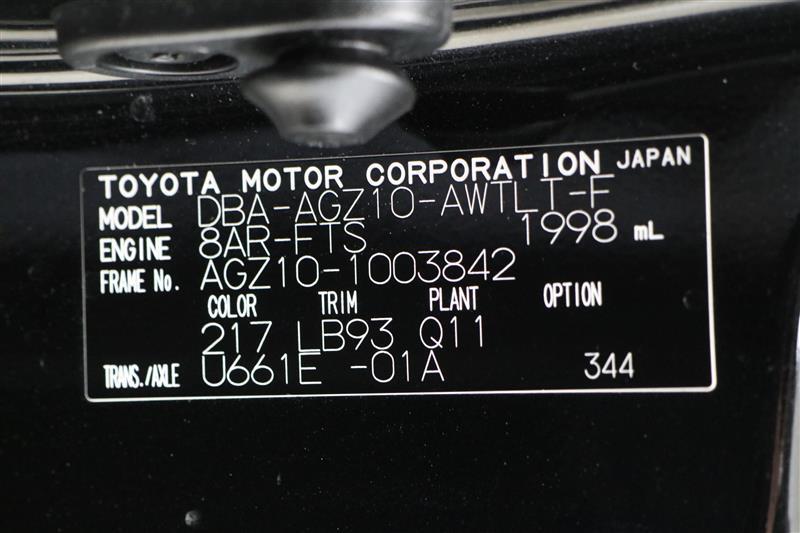 TOYOTA MOTOR CORPORATION JAPAN
MODEL DBA-AGZ10-AWTLT-F
ENGINE 8AR-FTS 1998 mL
FRAME No. AGZ10-1003842
COLOR TRIM PLANT OPTION
217 LB93 Q11
TRANS./AXLE U661E -01A 344